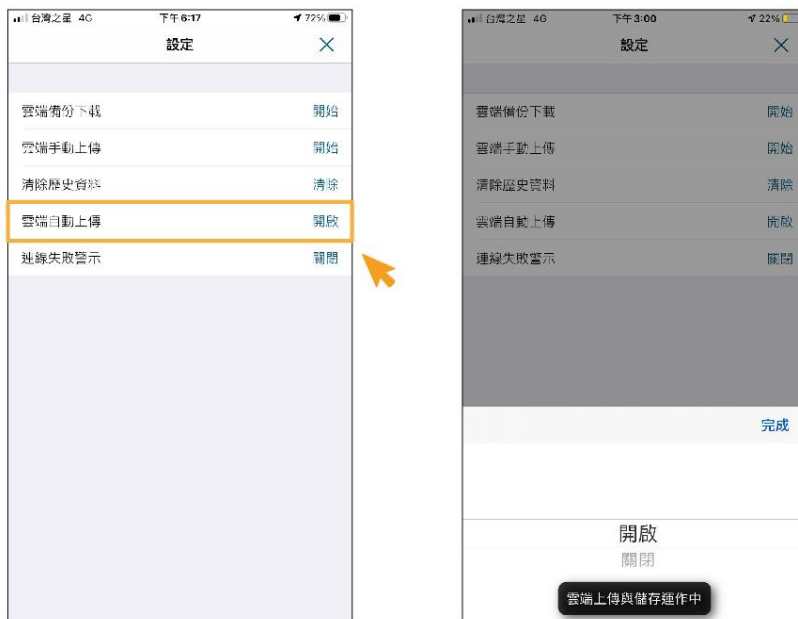 台灣之星 4G 下午6:17 72%
設定
雲端備份下載 開始
雲端手動上傳 開始
清除歷史資料 清除
雲端自動上傳 開啟
連線失敗警示 關閉
台灣之星 4G 下午3:00 22%
設定
雲端備份下載 開始
雲端手動上傳 開始
清除歷史資料 清除
雲端自動上傳 開啟
連線失敗警示 關閉
完成
開啟
關閉
雲端上傳與儲存運作中